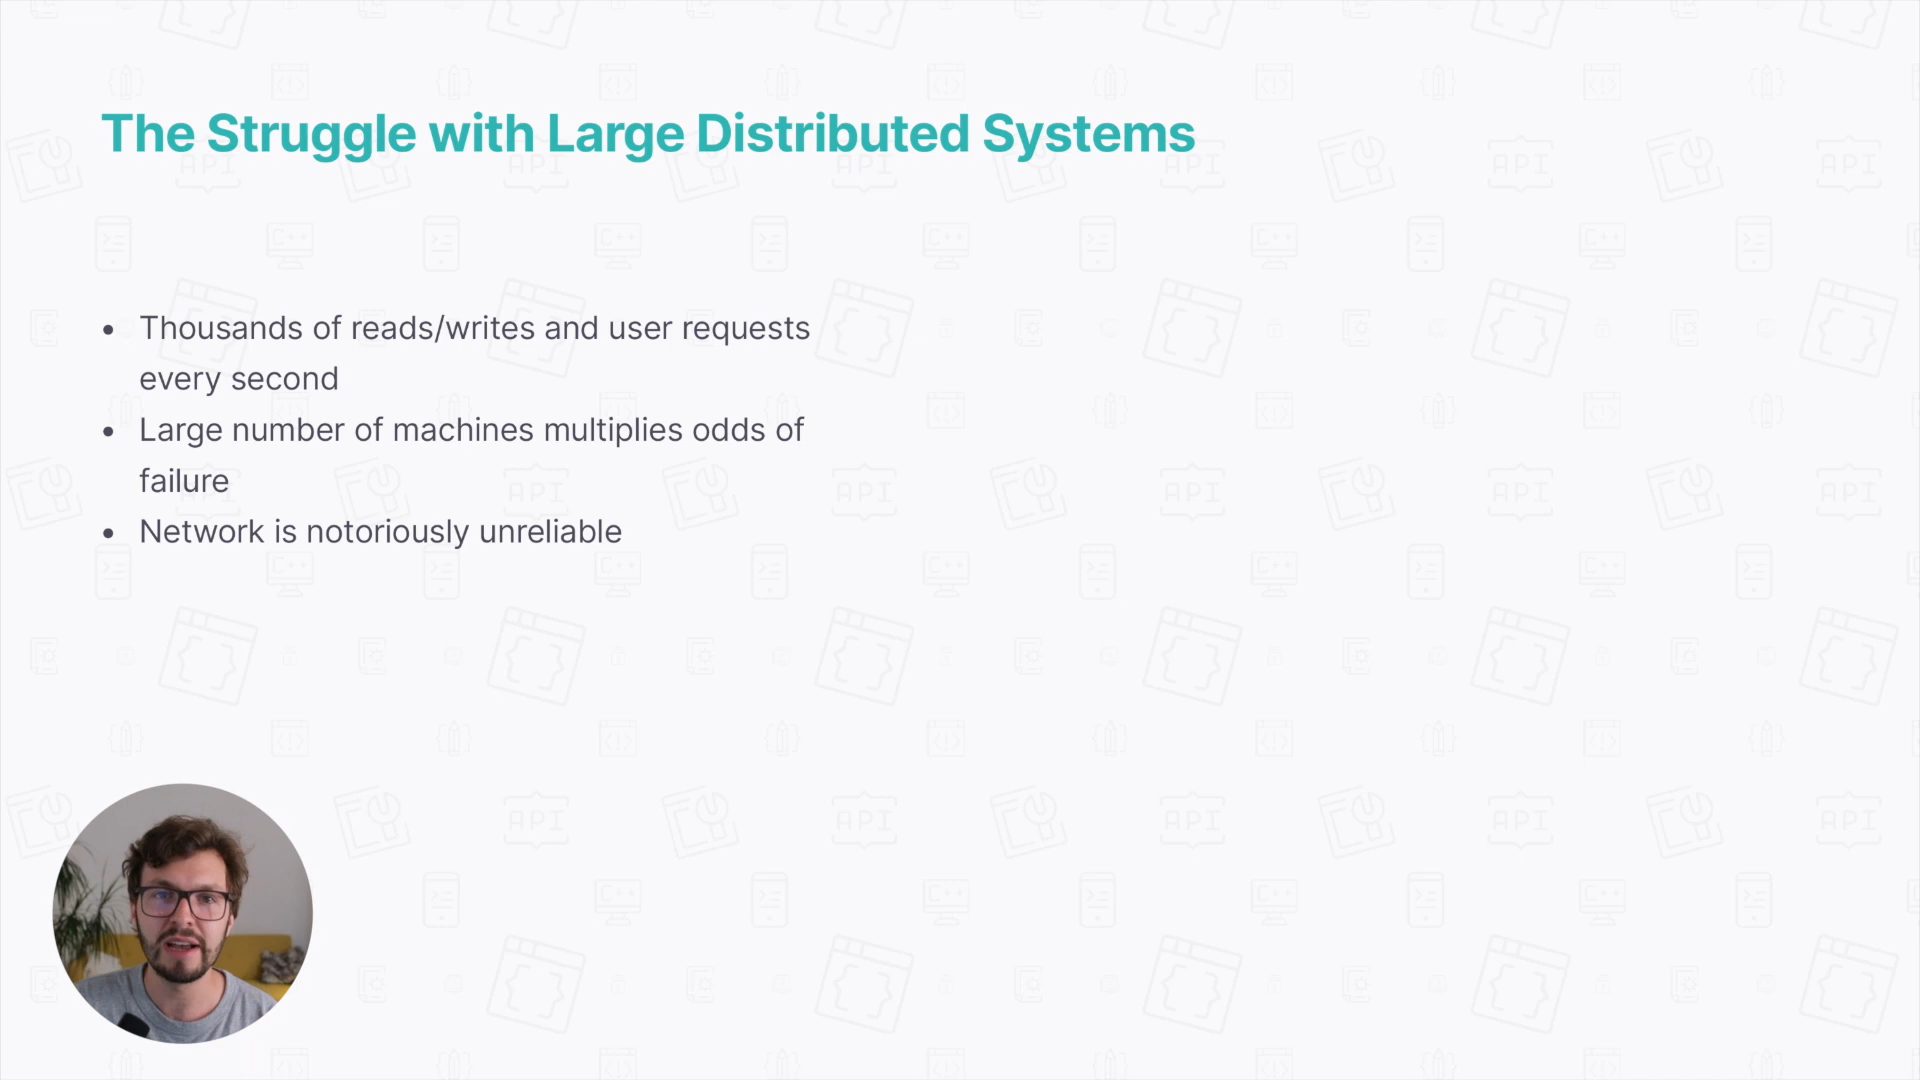 The Struggle with Large Distributed Systems
• Thousands of reads/writes and user requests
every second
• Large number of machines multiplies odds of
failure
• Network is notoriously unreliable